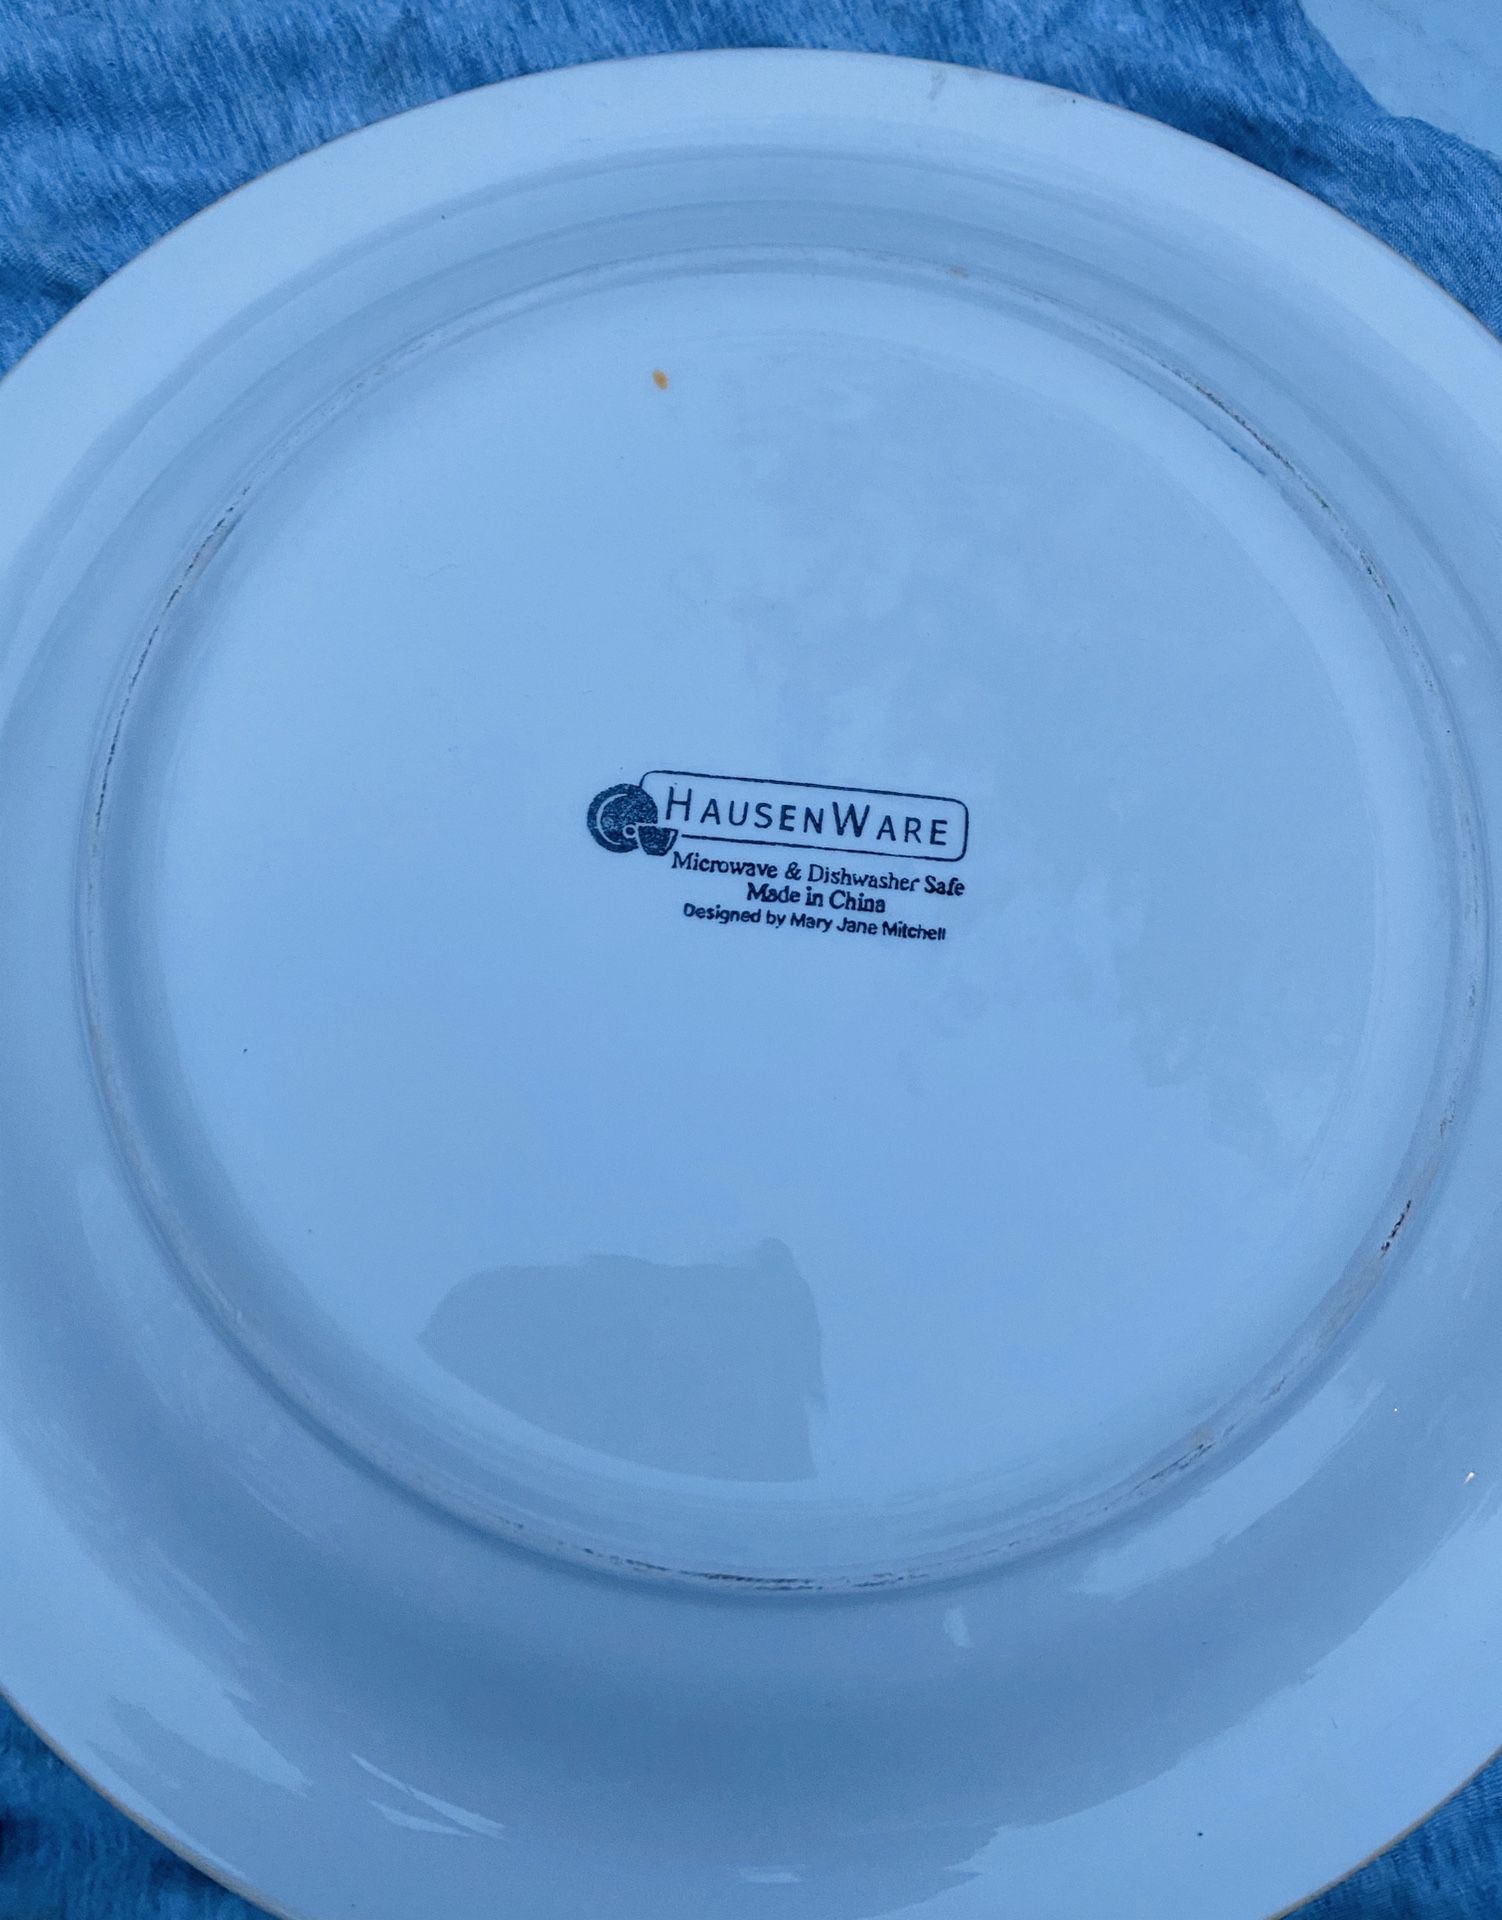 HAUSENWARE
Microwave & Dishwasher Safe
Made in China
Designed by Mary Jane Mitchell